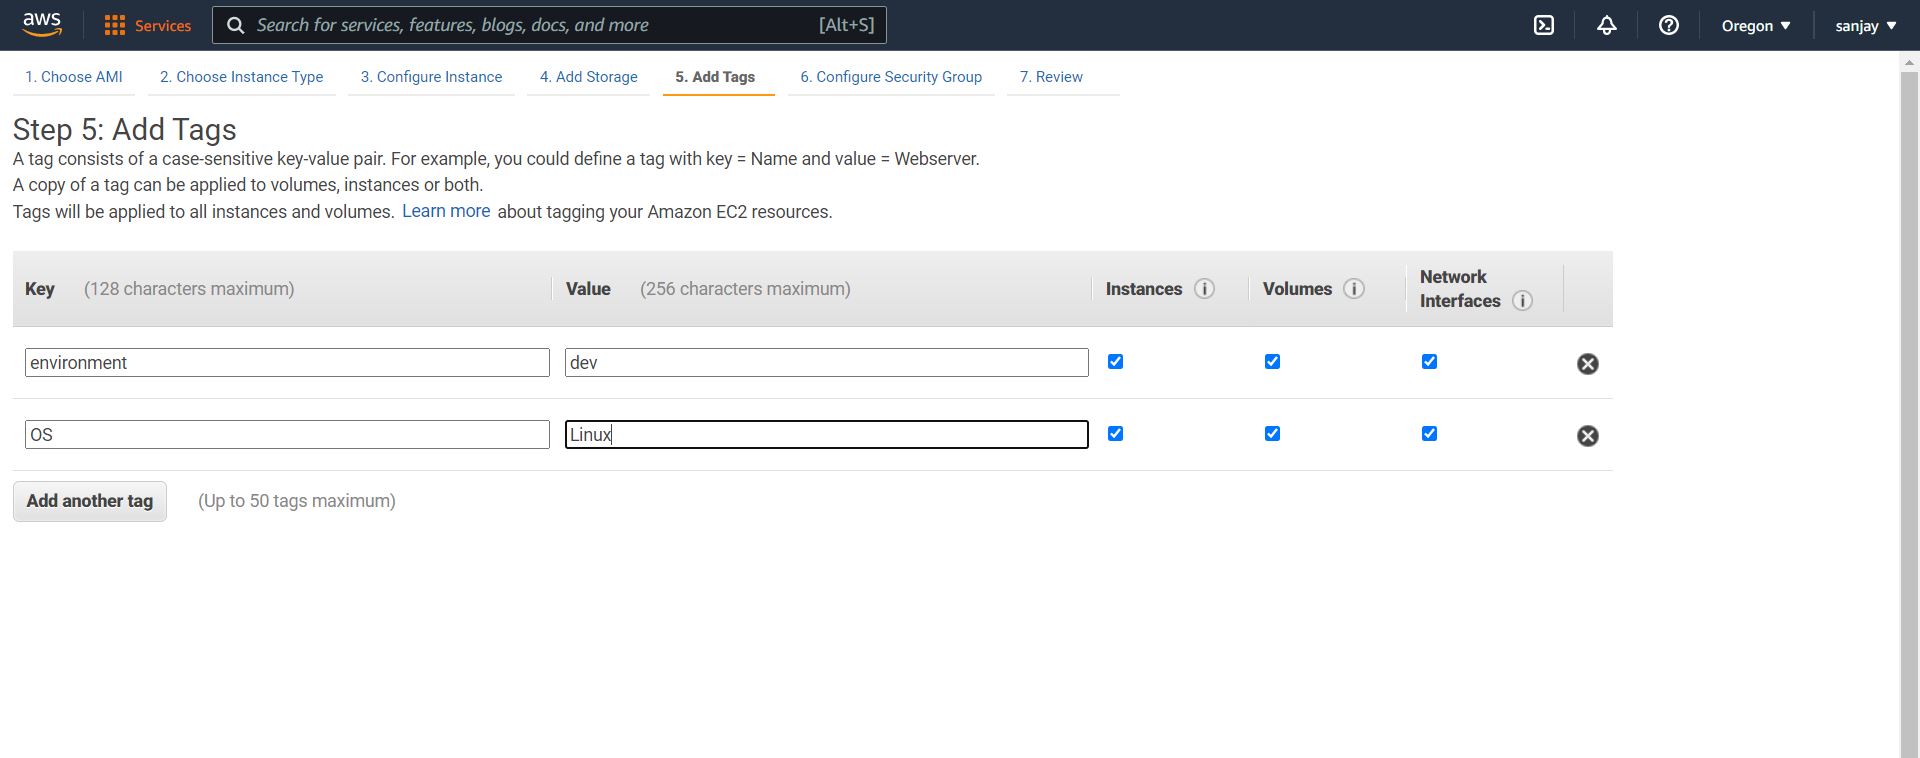 aws Services Search for services, features, blogs, docs, and more [Alt+S] Oregon sanjay
1. Choose AMI 2. Choose Instance Type 3. Configure Instance 4. Add Storage 5. Add Tags 6. Configure Security Group 7. Review
Step 5: Add Tags
A tag consists of a case-sensitive key-value pair. For example, you could define a tag with key = Name and value = Webserver.
A copy of a tag can be applied to volumes, instances or both.
Tags will be applied to all instances and volumes. Learn more about tagging your Amazon EC2 resources.
Key (128 characters maximum) Value (256 characters maximum) Instances Volumes Network
Interfaces
environment dev
OS Linux
Add another tag (Up to 50 tags maximum)